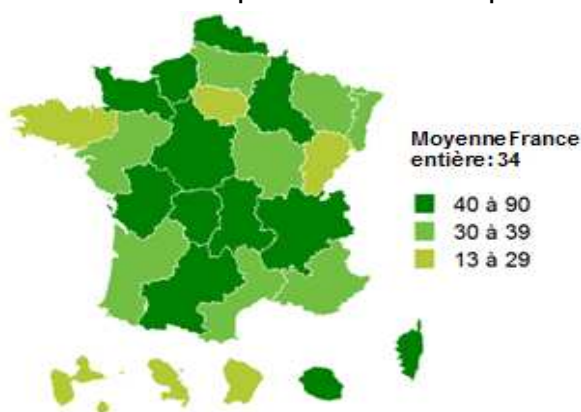 Moyenne France
entière: 34
40 à 90
30 à 39
13 à 29